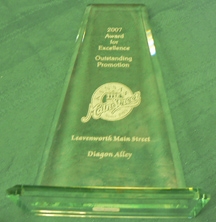 2007
Award
for
Excellence
Outstanding
Promotion
Leavenworth Main Street
Diagon Alley